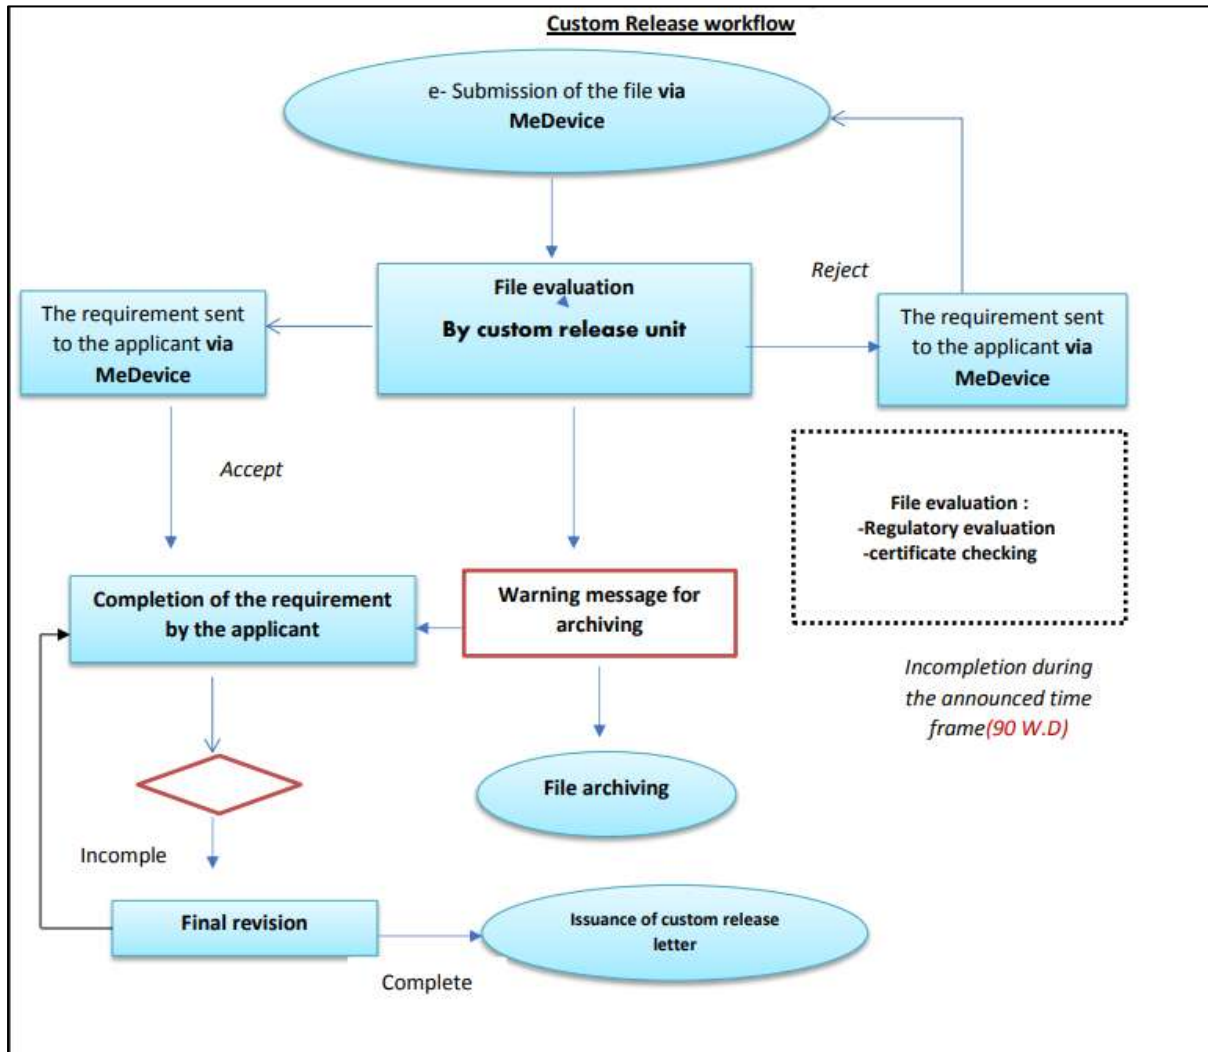 Custom Release workflow
e- Submission of the file via
MeDevice
File evaluation
By custom release unit
Reject
The requirement sent
to the applicant via
MeDevice
The requirement sent
to the applicant via
MeDevice
Accept
File evaluation :
-Regulatory evaluation
-certificate checking
Completion of the requirement
by the applicant
Warning message for
archiving
Incompletion during
the announced time
frame(90 W.D)
File archiving
Incomple
Final revision
Issuance of custom release
letter
Complete